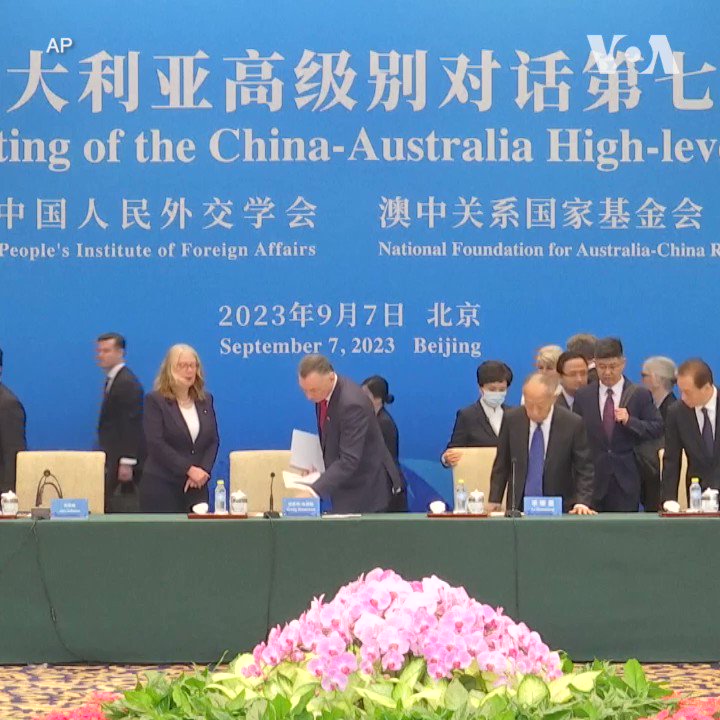 AP
VOA
大利亚高级别对话第七
ting of the China-Australia High-leve
中国人民外交学会
澳中关系国家基金会
People's Institute of Foreign Affairs
National Foundation for Australia-China R
2023年9月7日 北京
September 7, 2023 Beijing